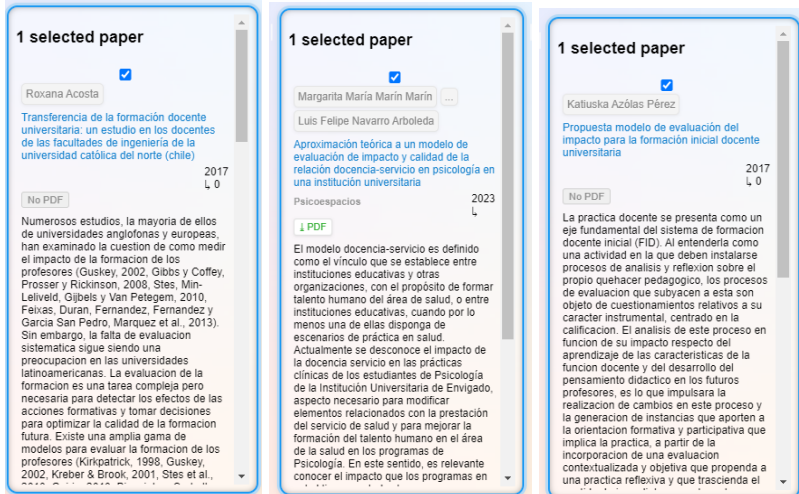 1 selected paper
Roxana Acosta
Transferencia de la formación docente
universitaria: un estudio en los docentes
de las facultades de ingeniería de la
universidad católica del norte (chile)
2017
↳ 0
No PDF
Numerosos estudios, la mayoria de ellos
de universidades anglofonas y europeas,
han examinado la cuestion de como medir
el impacto de la formacion de los
profesores (Guskey, 2002, Gibbs y Coffey,
Prosser y Rickinson, 2008, Stes, Min-
Leliveld, Gijbels y Van Petegem, 2010,
Feixas, Duran, Fernandez, Fernandez y
Garcia San Pedro, Marquez et al., 2013).
Sin embargo, la falta de evaluacion
sistematica sigue siendo una
preocupacion en las universidades
latinoamericanas. La evaluacion de la
formacion es una tarea compleja pero
necesaria para detectar los efectos de las
acciones formativas y tomar decisiones
para optimizar la calidad de la formacion
futura. Existe una amplia gama de
modelos para evaluar la formacion de los
profesores (Kirkpatrick, 1998, Guskey,
2002, Kreber & Brook, 2001, Stes et al.,
1 selected paper
Margarita María Marín Marín ...
Luis Felipe Navarro Arboleda
Aproximación teórica a un modelo de
evaluación de impacto y calidad de la
relación docencia-servicio en psicología en
una institución universitaria
Psicoespacios 2023
↳
PDF
El modelo docencia-servicio es definido
como el vínculo que se establece entre
instituciones educativas y otras
organizaciones, con el propósito de formar
talento humano del área de salud, o entre
instituciones educativas, cuando por lo
menos una de ellas disponga de
escenarios de práctica en salud.
Actualmente se desconoce el impacto de
la docencia servicio en las prácticas
clínicas de los estudiantes de Psicología
de la Institución Universitaria de Envigado,
aspecto necesario para modificar
elementos relacionados con la prestación
del servicio de salud y para mejorar la
formación del talento humano en el área
de la salud en los programas de
Psicología. En este sentido, es relevante
conocer el impacto que los programas en
1 selected paper
Katiuska Azólas Pérez
Propuesta modelo de evaluación del
impacto para la formación inicial docente
universitaria
2017
↳ 0
No PDF
La practica docente se presenta como un
eje fundamental del sistema de formacion
docente inicial (FID). Al entenderla como
una actividad en la que deben instalarse
procesos de analisis y reflexion sobre el
propio quehacer pedagogico, los procesos
de evaluacion que subyacen a esta son
objeto de cuestionamientos relativos a su
caracter instrumental, centrado en la
calificacion. El analisis de este proceso en
funcion de su impacto respecto del
aprendizaje de las caracteristicas de la
funcion docente y del desarrollo del
pensamiento didactico en los futuros
profesores, es lo que impulsara la
realizacion de cambios en este proceso y
la generacion de instancias que aporten a
la orientacion formativa y participativa que
implica la practica, a partir de la
incorporacion de una evaluacion
contextualizada y objetiva que propenda a
una practica reflexiva y que trascienda el